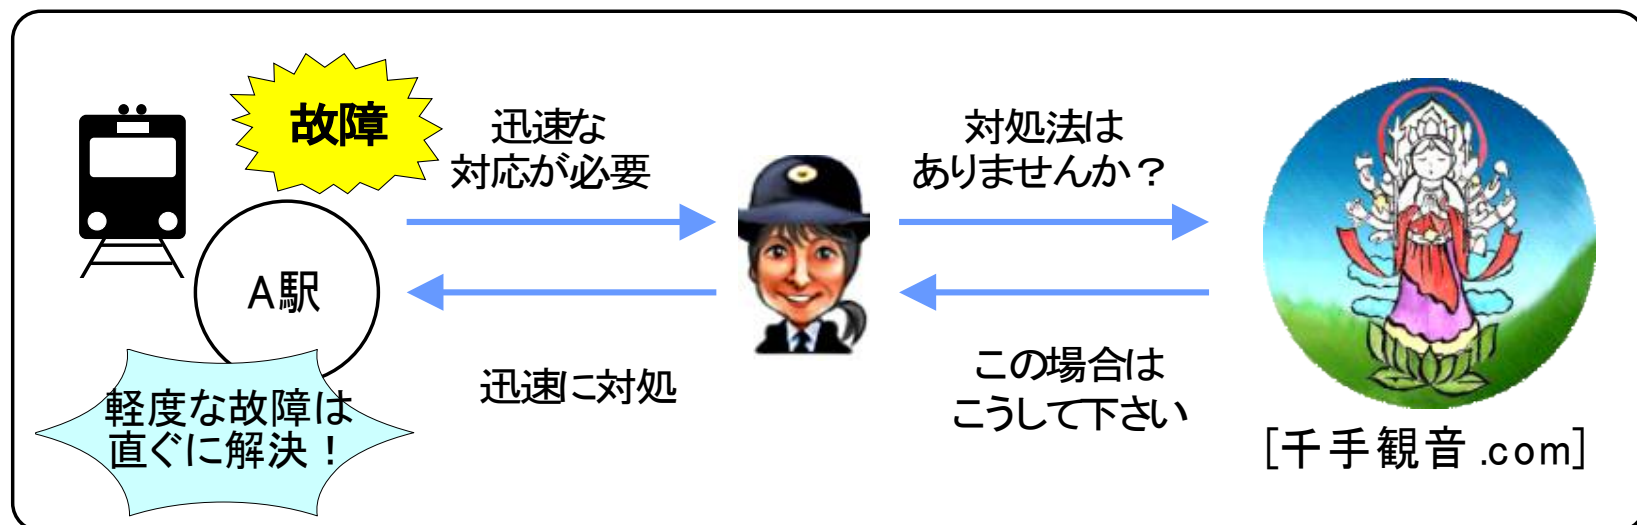 故障
迅速な
対応が必要
対処法は
ありませんか？
A駅
迅速に対処
この場合は
こうして下さい
軽度な故障は
直ぐに解決！
[千手観音.com]